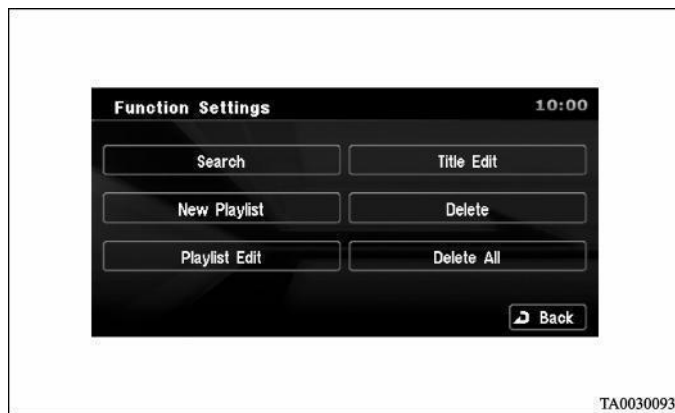 Function Settings 10:00
Search Title Edit
New Playlist Delete
Playlist Edit Delete All
Back
TA0030093